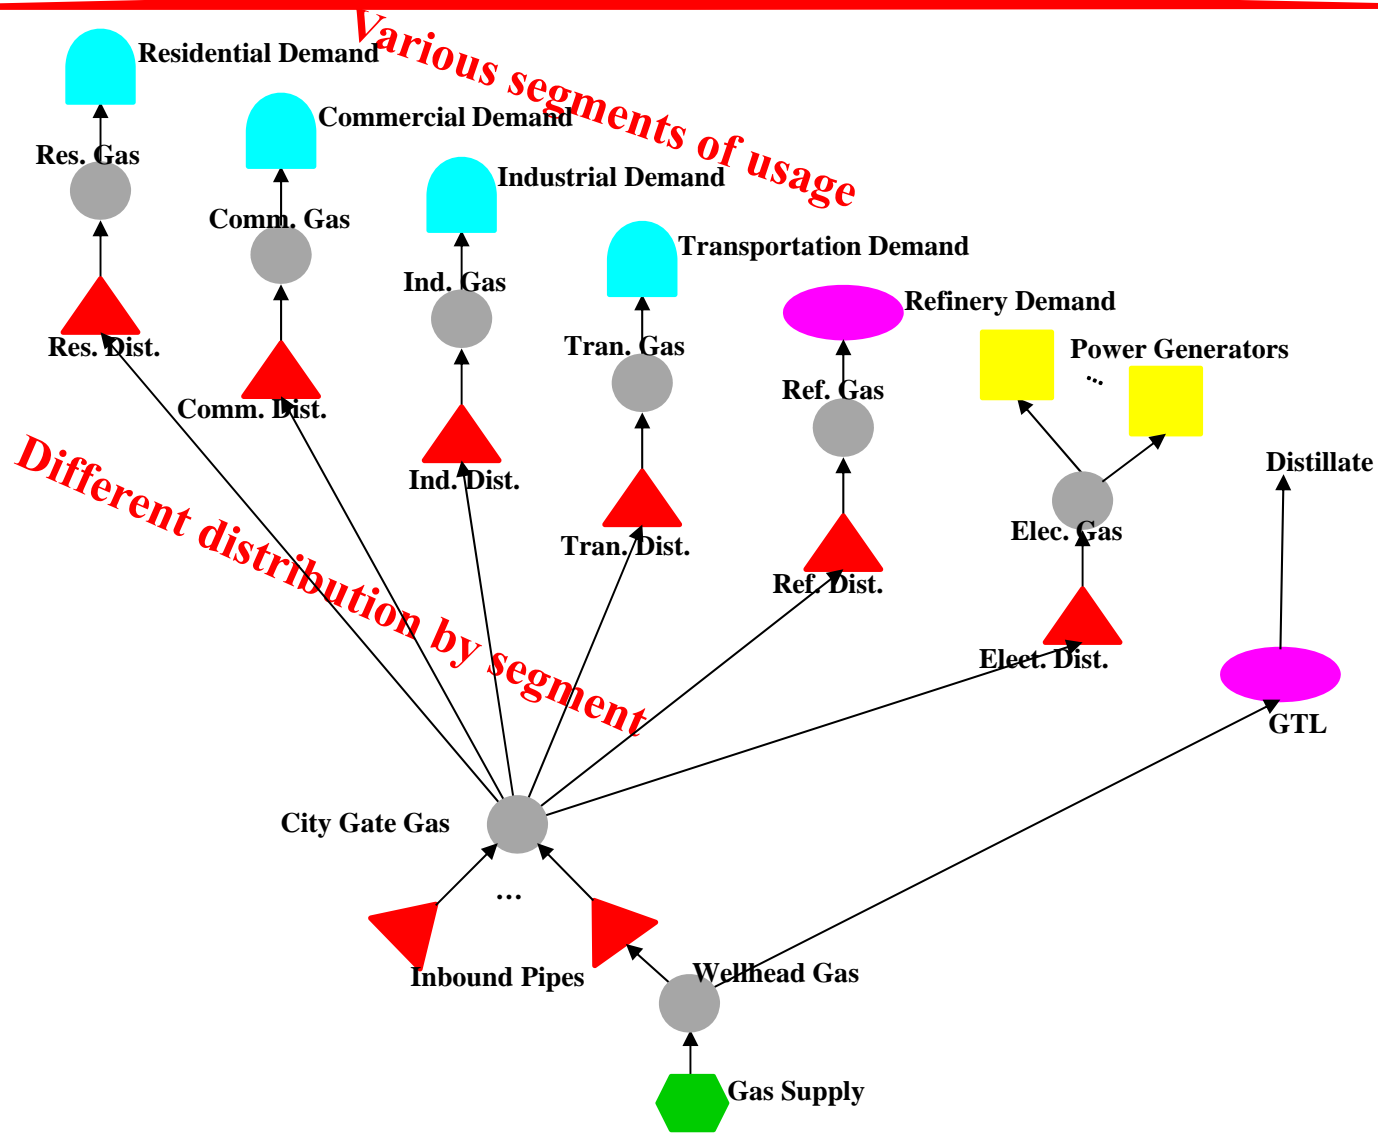 Various segments of usage
Residential Demand
Commercial Demand
Res. Gas
Industrial Demand
Comm. Gas
Transportation Demand
Ind. Gas
Refinery Demand
Res. Dist.
Tran. Gas
Power Generators
...
Ref. Gas
Comm. Dist.
Different distribution by segment
Distillate
Ind. Dist.
Elec. Gas
Tran. Dist.
Ref. Dist.
Elect. Dist.
GTL
City Gate Gas
...
Inbound Pipes
Wellhead Gas
Gas Supply